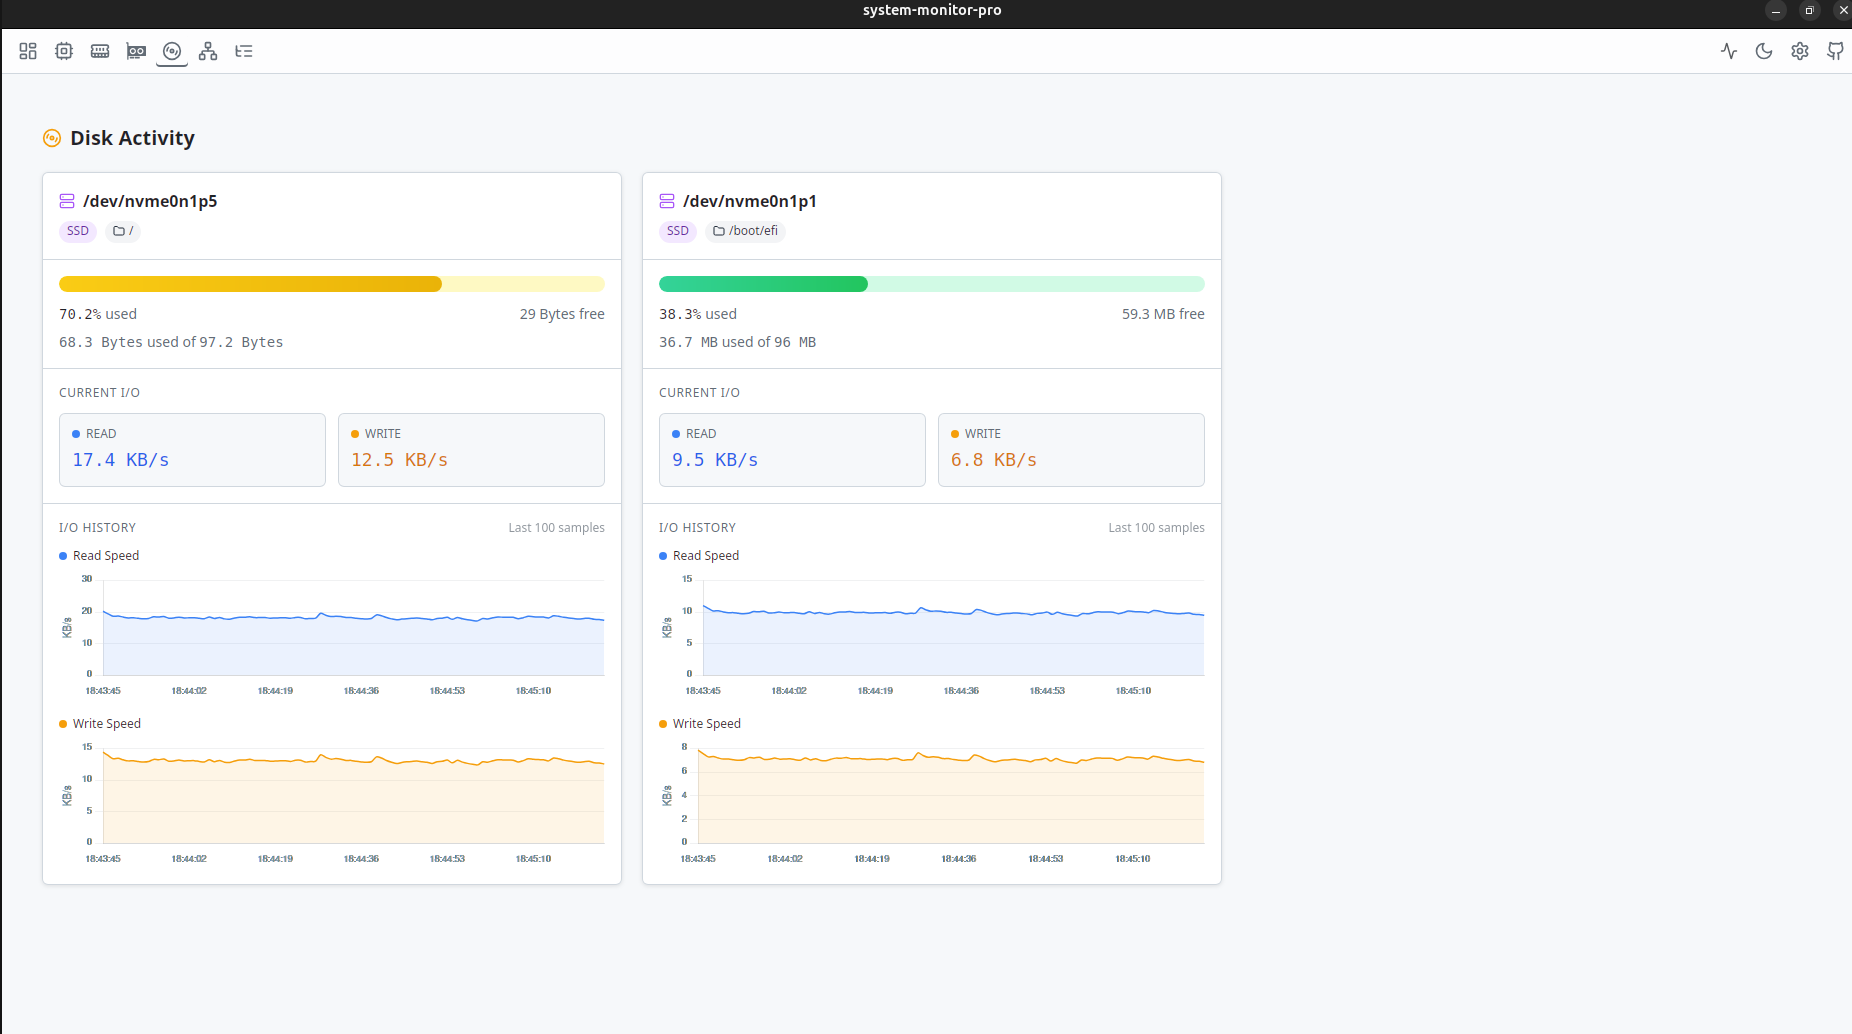 system-monitor-pro
Disk Activity
/dev/nvme0n1p5
SSD /
70.2% used 29 Bytes free
68.3 Bytes used of 97.2 Bytes
CURRENT I/O
READ
17.4 KB/s
WRITE
12.5 KB/s
I/O HISTORY Last 100 samples
Read Speed
30
20
10
0
KB/s
18:43:45 18:44:02 18:44:19 18:44:36 18:44:53 18:45:10
Write Speed
15
10
5
0
KB/s
18:43:45 18:44:02 18:44:19 18:44:36 18:44:53 18:45:10
/dev/nvme0n1p1
SSD /boot/efi
38.3% used 59.3 MB free
36.7 MB used of 96 MB
CURRENT I/O
READ
9.5 KB/s
WRITE
6.8 KB/s
I/O HISTORY Last 100 samples
Read Speed
15
10
5
0
KB/s
18:43:45 18:44:02 18:44:19 18:44:36 18:44:53 18:45:10
Write Speed
8
6
4
2
0
KB/s
18:43:45 18:44:02 18:44:19 18:44:36 18:44:53 18:45:10